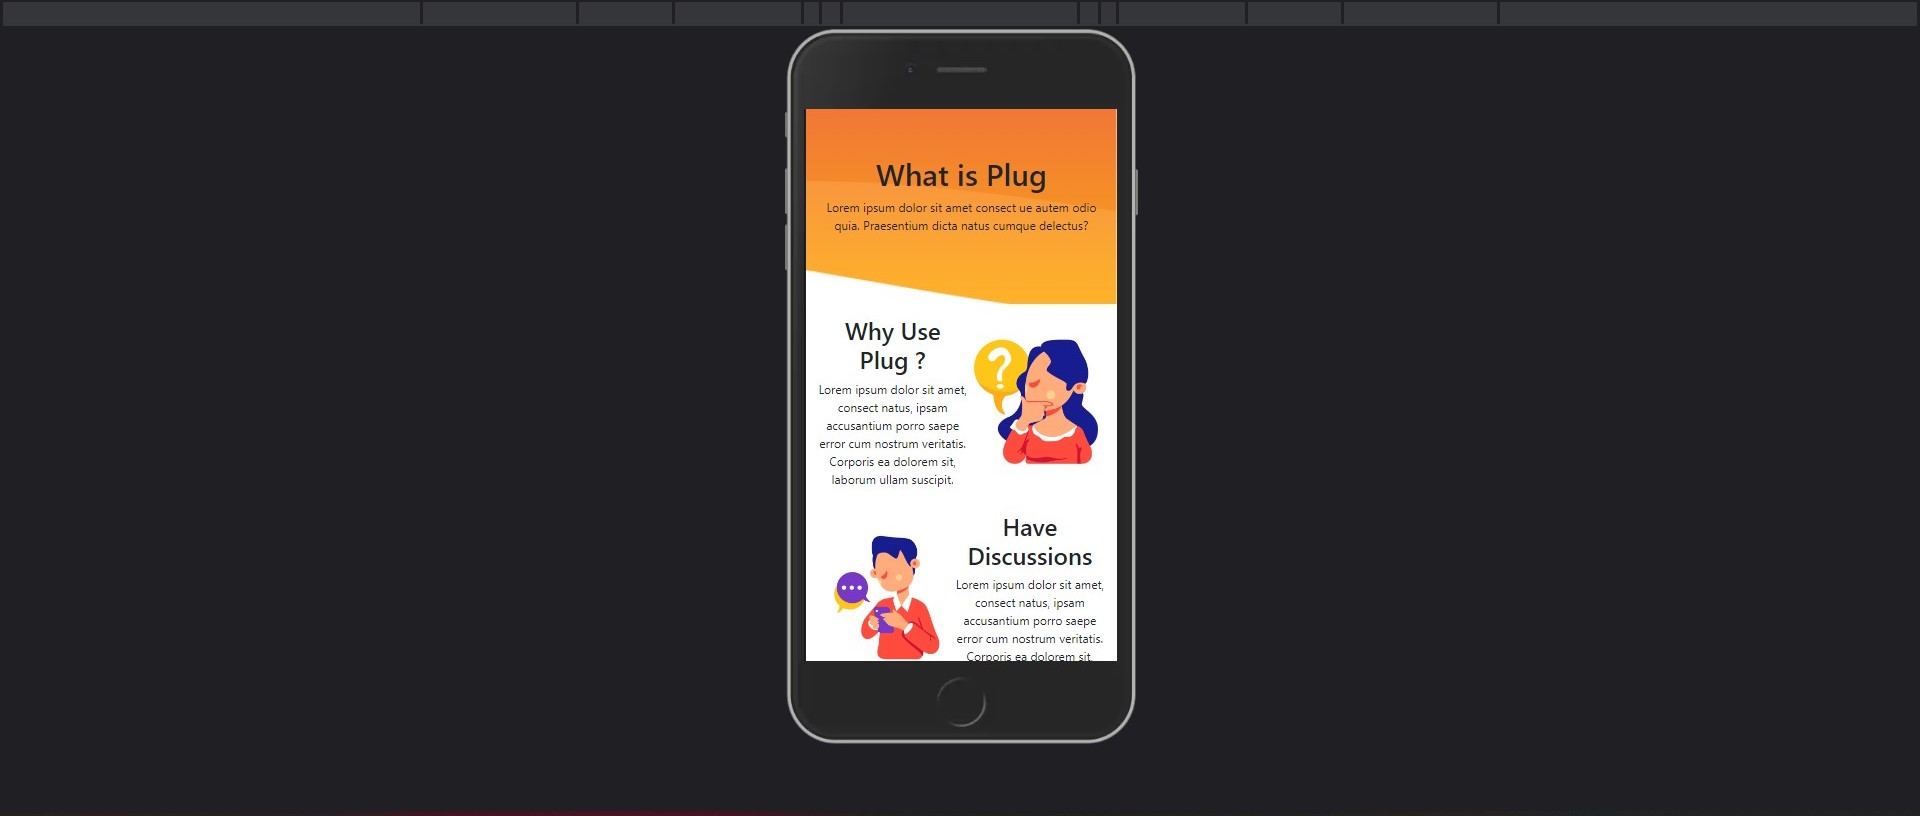 What is Plug
Lorem ipsum dolor sit amet consect ue autem odio
quia. Praesentium dicta natus cumque delectus?
Why Use
Plug ?
Lorem ipsum dolor sit amet,
consect natus, ipsam
accusantium porro saepe
error cum nostrum veritatis.
Corporis ea dolorem sit,
laborum ullam suscipit.
Have
Discussions
Lorem ipsum dolor sit amet,
consect natus, ipsam
accusantium porro saepe
error cum nostrum veritatis.
Corporis ea dolorem sit,